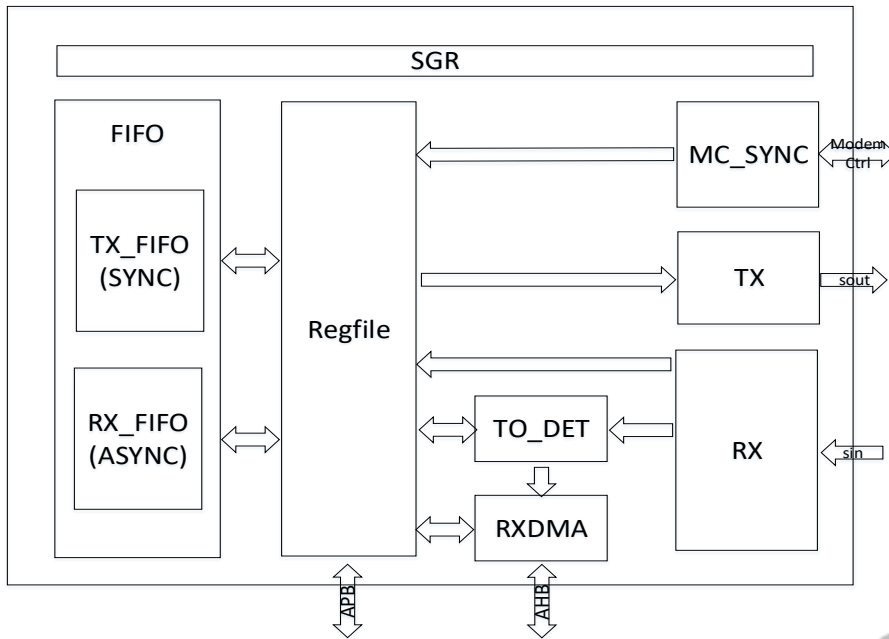 SGR
FIFO
TX_FIFO
(SYNC)
RX_FIFO
(ASYNC)
Regfile
MC_SYNC
Modem
Ctrl
TX
sout
TO_DET
RX
sin
RXDMA
APB
AHB